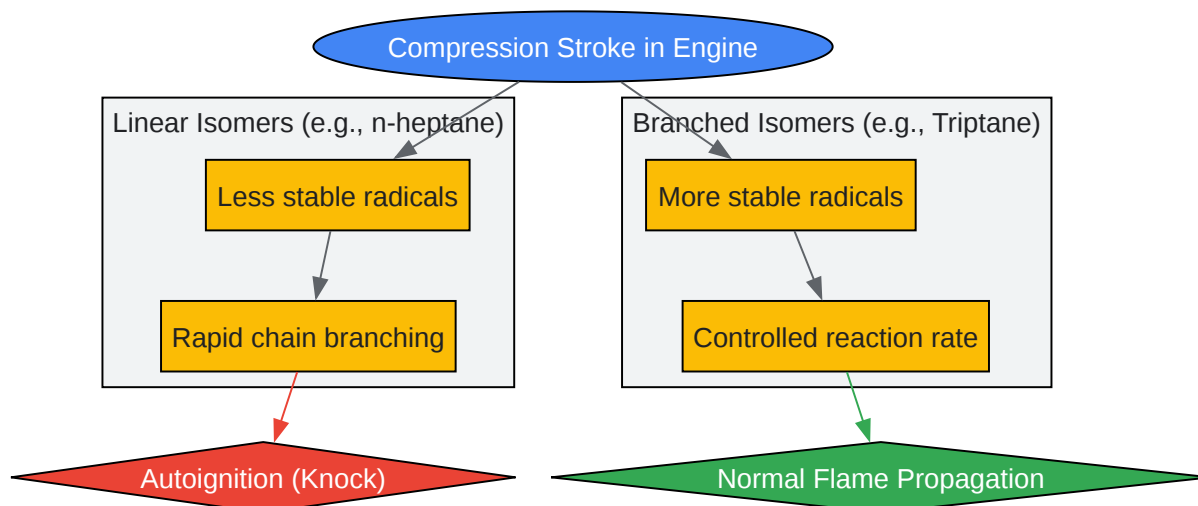 Compression Stroke in Engine
Linear Isomers (e.g., n-heptane)
Less stable radicals
Rapid chain branching
Autoignition (Knock)
Branched Isomers (e.g., Triptane)
More stable radicals
Controlled reaction rate
Normal Flame Propagation